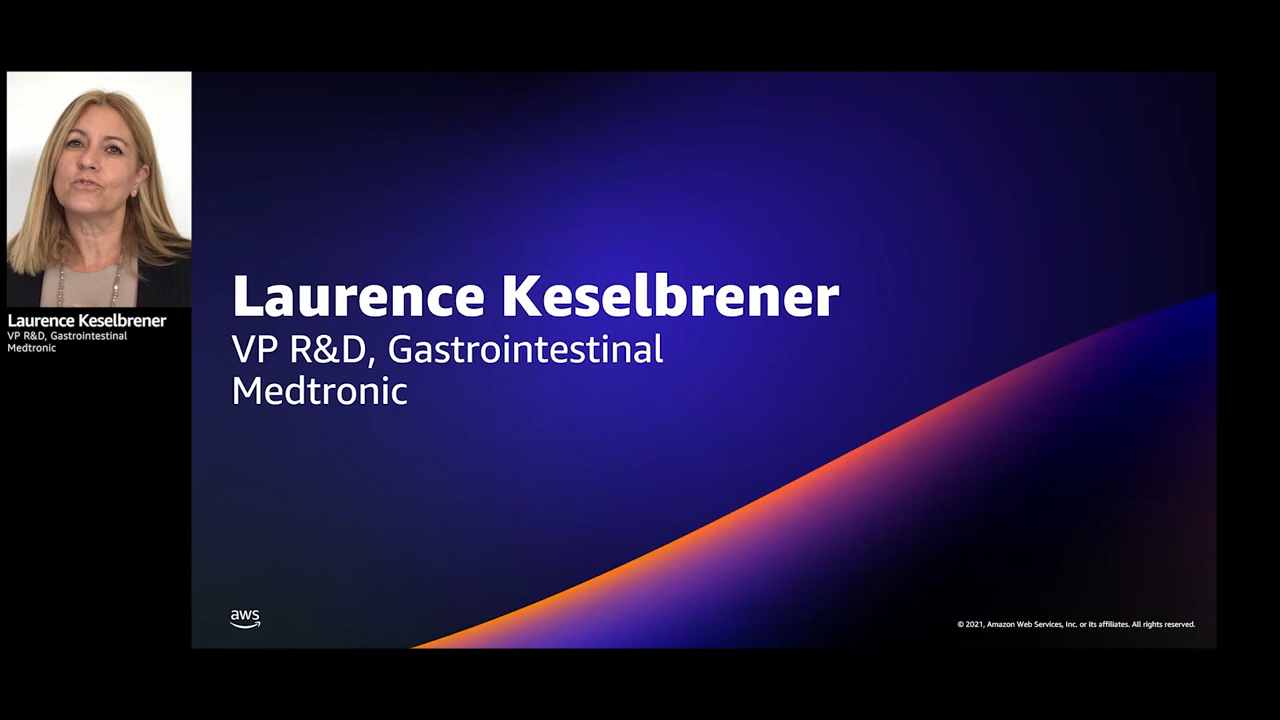 Laurence Keselbrener
VP R&D, Gastrointestinal
Medtronic
Laurence Keselbrener
VP R&D, Gastrointestinal
Medtronic
aws
© 2021, Amazon Web Services, Inc. or its affiliates. All rights reserved.